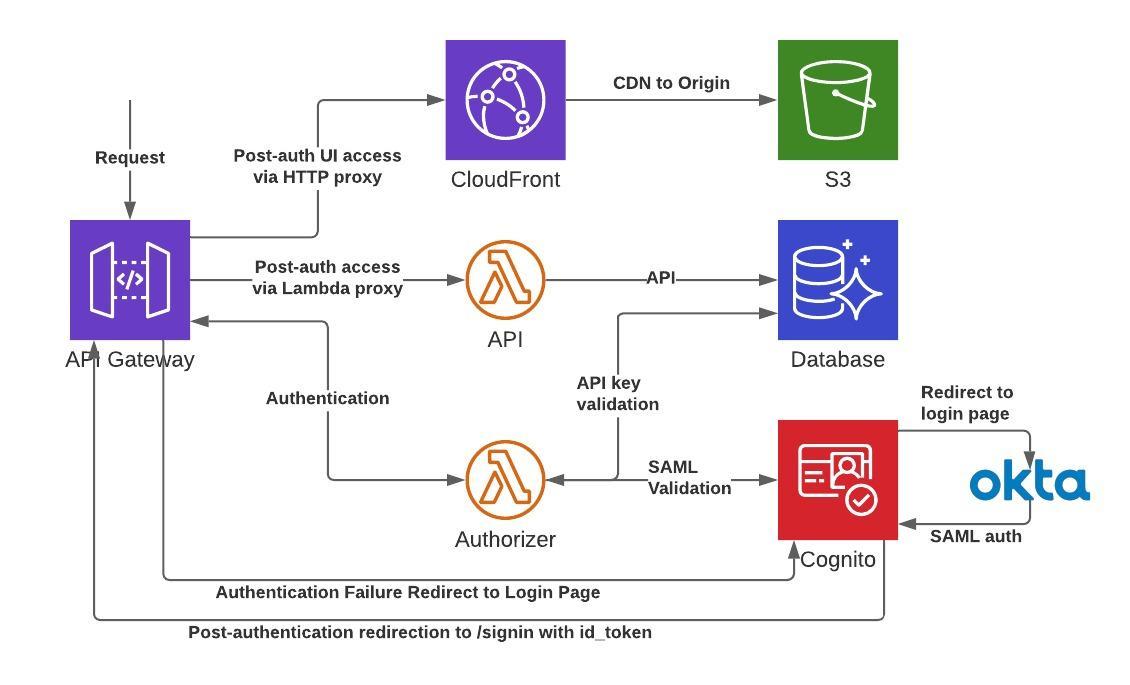 CDN to Origin
Request
Post-auth UI access
via HTTP proxy
CloudFront
S3
</>
Post-auth access
via Lambda proxy
API
API Gateway
API
Database
Authentication
API key
validation
Redirect to
login page
SAML
Validation
okta
Authorizer
SAML auth
Cognito
Authentication Failure Redirect to Login Page
Post-authentication redirection to /signin with id_token